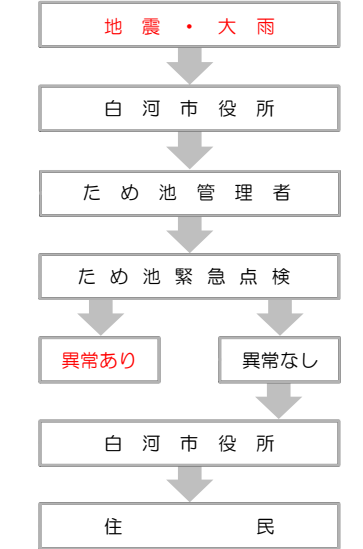 地震・大雨
白河市役所
ため池管理者
ため池緊急点検
異常あり
異常なし
白河市役所
住民